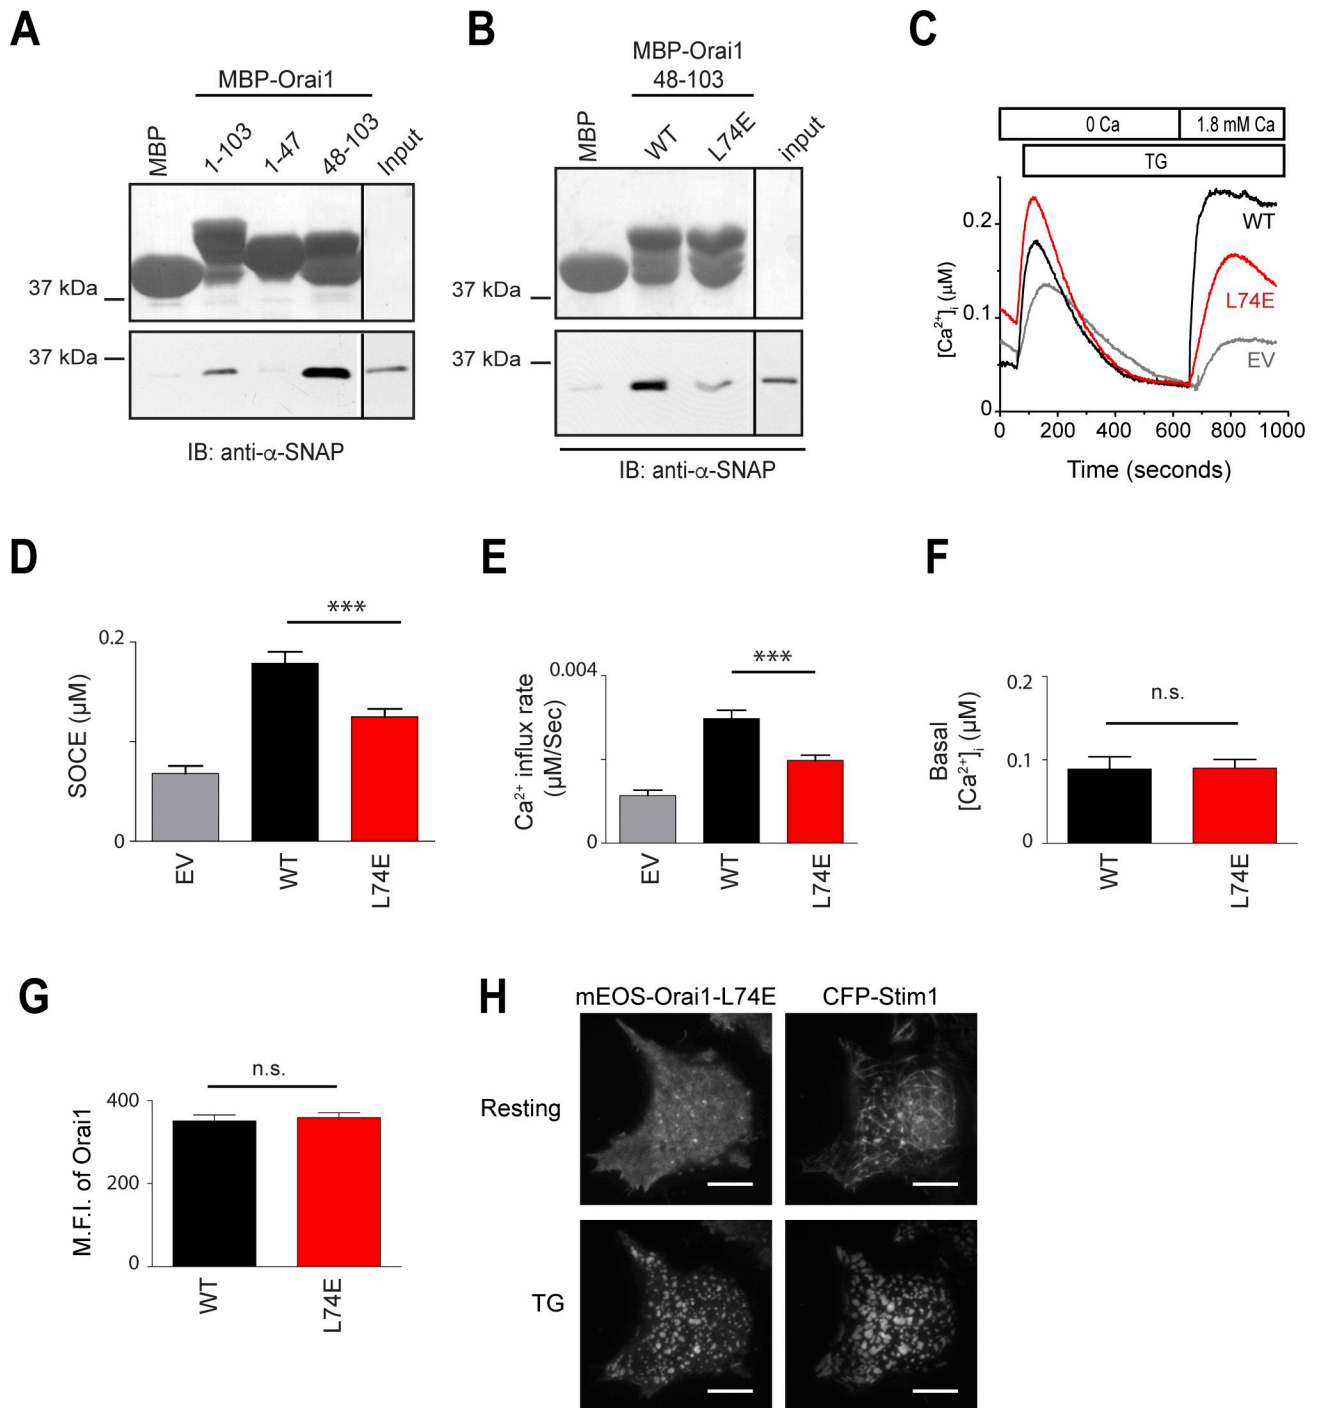 A
MBP-Orai1
MBP
1-103
1-47
48-103
Input
37 kDa
37 kDa
IB: anti-α-SNAP
B
MBP-Orai1
48-103
MBP
WT
L74E
input
37 kDa
37 kDa
IB: anti-α-SNAP
C
0 Ca
1.8 mM Ca
TG
[Ca²⁺]ᵢ (μM)
0.2
0.1
0
WT
L74E
EV
0
200
400
600
800
1000
Time (seconds)
D
***
SOCE (μM)
0.2
0
EV
WT
L74E
E
***
Ca²⁺ influx rate
(μM/Sec)
0.004
0
EV
WT
L74E
F
n.s.
Basal
[Ca²⁺]ᵢ (μM)
0.2
0.1
0
WT
L74E
G
n.s.
M.F.I. of Orai1
400
200
0
WT
L74E
H
mEOS-Orai1-L74E
CFP-Stim1
Resting
TG